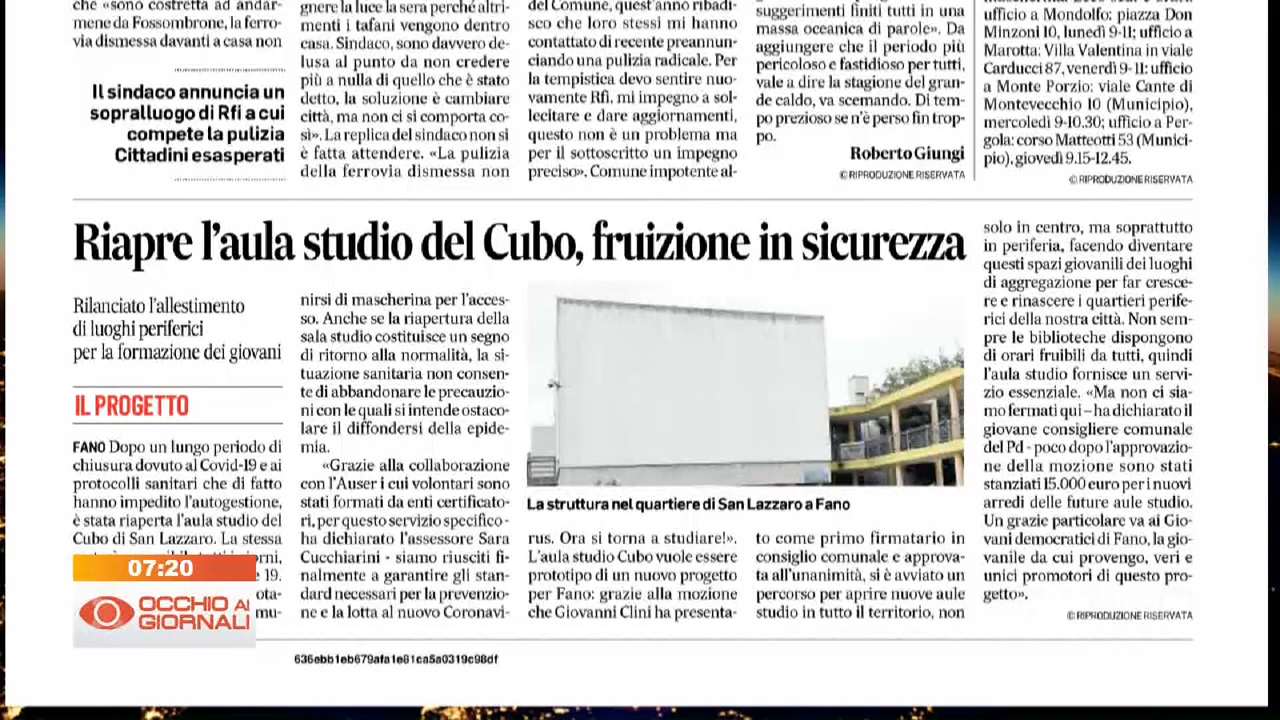 che «sono costretta ad andar-
mene da Fossombrone, la ferro-
via dismessa davanti a casa non
Il sindaco annuncia un
sopralluogo di Rfi a cui
compete la pulizia
Cittadini esasperati
gnere la luce la sera perché altri-
menti i tafani vengono dentro
casa. Sindaco, sono davvero de-
lusa al punto da non credere
più a nulla di quello che è stato
detto, la soluzione è cambiare
città, ma non ci si comporta co-
sì». La replica del sindaco non si
è fatta attendere. «La pulizia
della ferrovia dismessa non
del Comune, quest'anno ribadi-
sco che loro stessi mi hanno
contattato di recente preannun-
ciando una pulizia radicale. Per
la tempistica devo sentire nuo-
vamente Rfi, mi impegno a sol-
lecitare e dare aggiornamenti,
questo non è un problema ma
per il sottoscritto un impegno
preciso». Comune impotente al-
suggerimenti finiti tutti in una
massa oceanica di parole». Da
aggiungere che il periodo più
pericoloso e fastidioso per tutti,
vale a dire la stagione del gran-
de caldo, va scemando. Di tem-
po prezioso se n'è perso fin trop-
po.
Roberto Giungi
© RIPRODUZIONE RISERVATA
ufficio a Mondolfo: piazza Don
Minzoni 10, lunedì 9-11; ufficio a
Marotta: Villa Valentina in viale
Carducci 87, venerdì 9-11: ufficio
a Monte Porzio: viale Cante di
Montevecchio 10 (Municipio),
mercoledì 9-10.30; ufficio a Per-
gola: corso Matteotti 53 (Munici-
pio), giovedì 9.15-12.45.
© RIPRODUZIONE RISERVATA
Riapre l'aula studio del Cubo, fruizione in sicurezza
Rilanciato l'allestimento
di luoghi periferici
per la formazione dei giovani
IL PROGETTO
FANO Dopo un lungo periodo di
chiusura dovuto al Covid-19 e ai
protocolli sanitari che di fatto
hanno impedito l'autogestione,
è stata riaperta l'aula studio del
Cubo di San Lazzaro. La stessa
19.
nirsi di mascherina per l'acces-
so. Anche se la riapertura della
sala studio costituisce un segno
di ritorno alla normalità, la si-
tuazione sanitaria non consen-
te di abbandonare le precauzio-
ni con le quali si intende ostaco-
lare il diffondersi della epide-
mia.
«Grazie alla collaborazione
con l'Auser i cui volontari sono
stati formati da enti certificato-
ri, per questo servizio specifico -
ha dichiarato l'assessore Sara
Cucchiarini - siamo riusciti fi-
nalmente a garantire gli stan-
dard necessari per la prevenzio-
ne e la lotta al nuovo Coronavi-
La struttura nel quartiere di San Lazzaro a Fano
rus. Ora si torna a studiare!».
L'aula studio Cubo vuole essere
prototipo di un nuovo progetto
per Fano: grazie alla mozione
che Giovanni Clini ha presenta-
to come primo firmatario in
consiglio comunale e approva-
ta all'unanimità, si è avviato un
percorso per aprire nuove aule
studio in tutto il territorio, non
solo in centro, ma soprattutto
in periferia, facendo diventare
questi spazi giovanili dei luoghi
di aggregazione per far cresce-
re e rinascere i quartieri perife-
rici della nostra città. Non sem-
pre le biblioteche dispongono
di orari fruibili da tutti, quindi
l'aula studio fornisce un servi-
zio essenziale. «Ma non ci sia-
mo fermati qui – ha dichiarato il
giovane consigliere comunale
del Pd - poco dopo l'approvazio-
ne della mozione sono stati
stanziati 15.000 euro per i nuovi
arredi delle future aule studio.
Un grazie particolare va ai Gio-
vani democratici di Fano, la gio-
vanile da cui provengo, veri e
unici promotori di questo pro-
getto».
© RIPRODUZIONE RISERVATA
07:20
OCCHIO AI
GIORNALI
636ebb1eb679afa1e81ca5a0319c98df